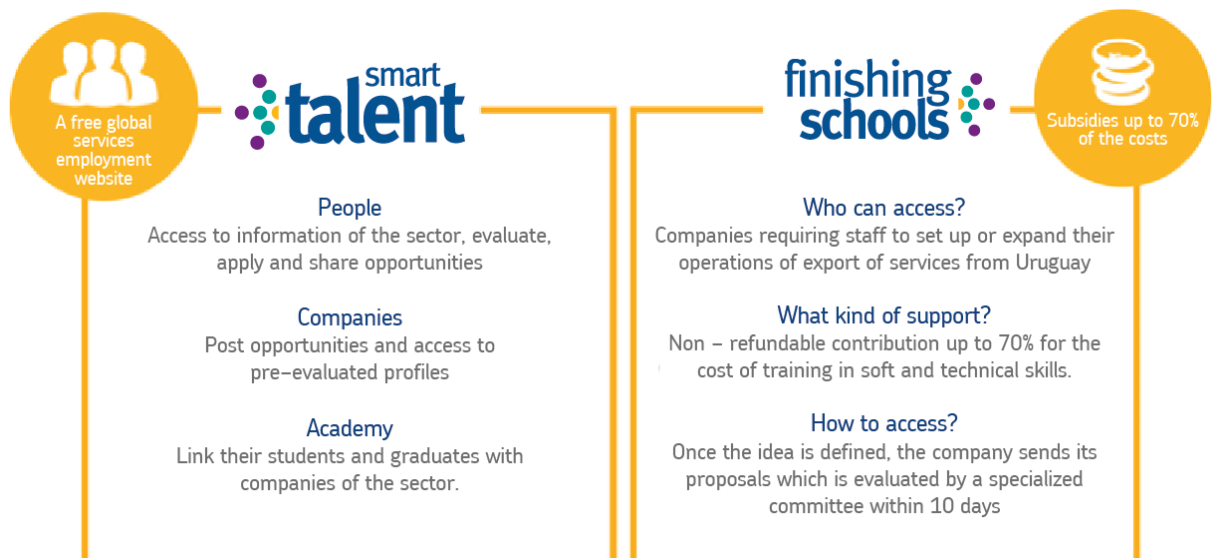 A free global
services
employment
website
smart
talent
People
Access to information of the sector, evaluate,
apply and share opportunities
Companies
Post opportunities and access to
pre–evaluated profiles
Academy
Link their students and graduates with
companies of the sector.
finishing
schools
Subsidies up to 70%
of the costs
Who can access?
Companies requiring staff to set up or expand their
operations of export of services from Uruguay
What kind of support?
Non – refundable contribution up to 70% for the
cost of training in soft and technical skills.
How to access?
Once the idea is defined, the company sends its
proposals which is evaluated by a specialized
committee within 10 days